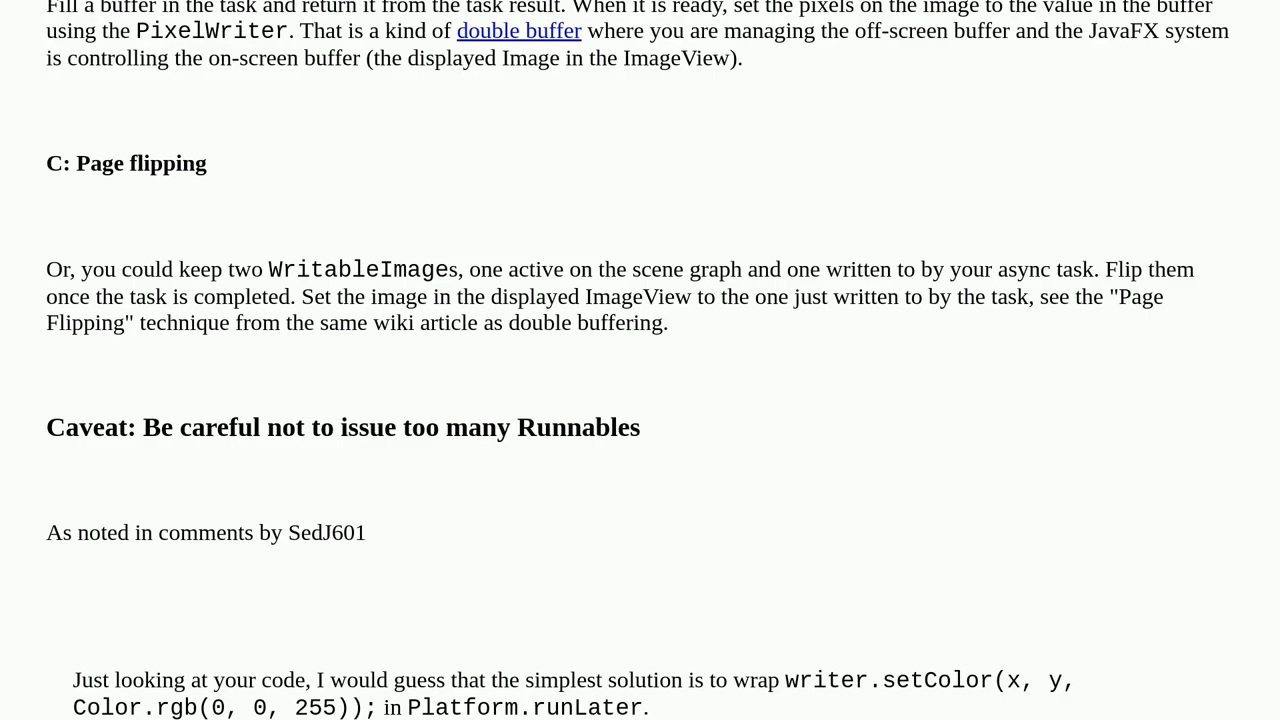 Fill a buffer in the task and return it from the task result. When it is ready, set the pixels on the image to the value in the buffer
using the PixelWriter. That is a kind of double buffer where you are managing the off-screen buffer and the JavaFX system
is controlling the on-screen buffer (the displayed Image in the ImageView).
C: Page flipping
Or, you could keep two WritableImages, one active on the scene graph and one written to by your async task. Flip them
once the task is completed. Set the image in the displayed ImageView to the one just written to by the task, see the "Page
Flipping" technique from the same wiki article as double buffering.
Caveat: Be careful not to issue too many Runnables
As noted in comments by SedJ601
Just looking at your code, I would guess that the simplest solution is to wrap writer.setColor(x, y,
Color.rgb(0, 0, 255)); in Platform.runLater.